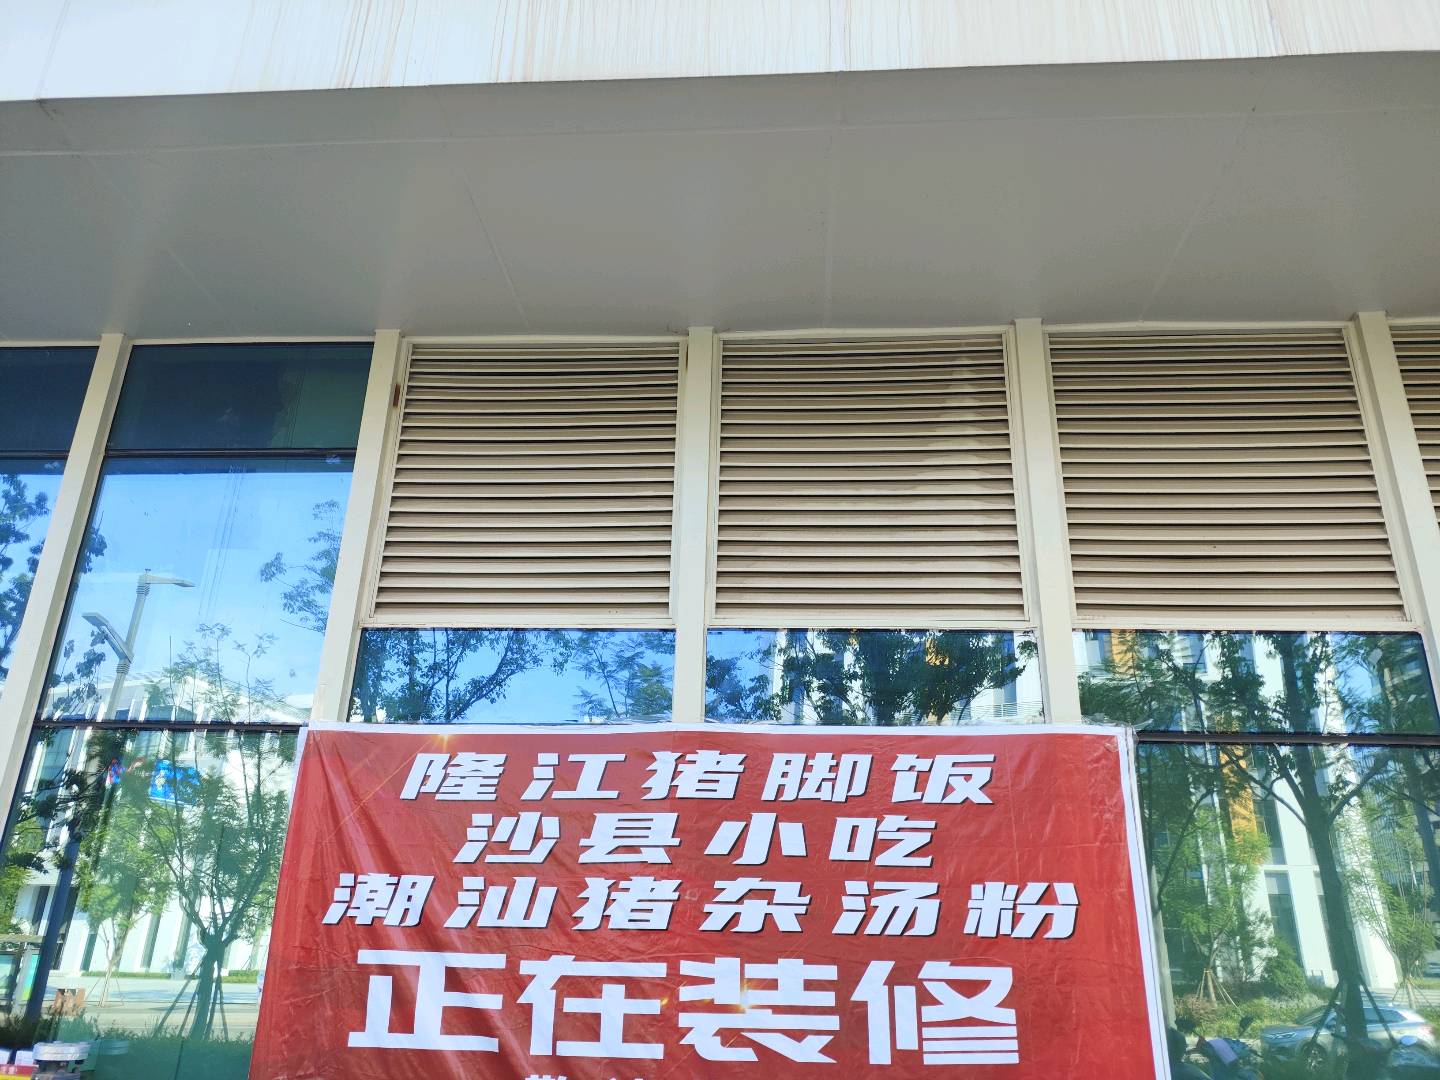 隆江猪脚饭
沙县小吃
潮汕猪杂汤粉
正在装修